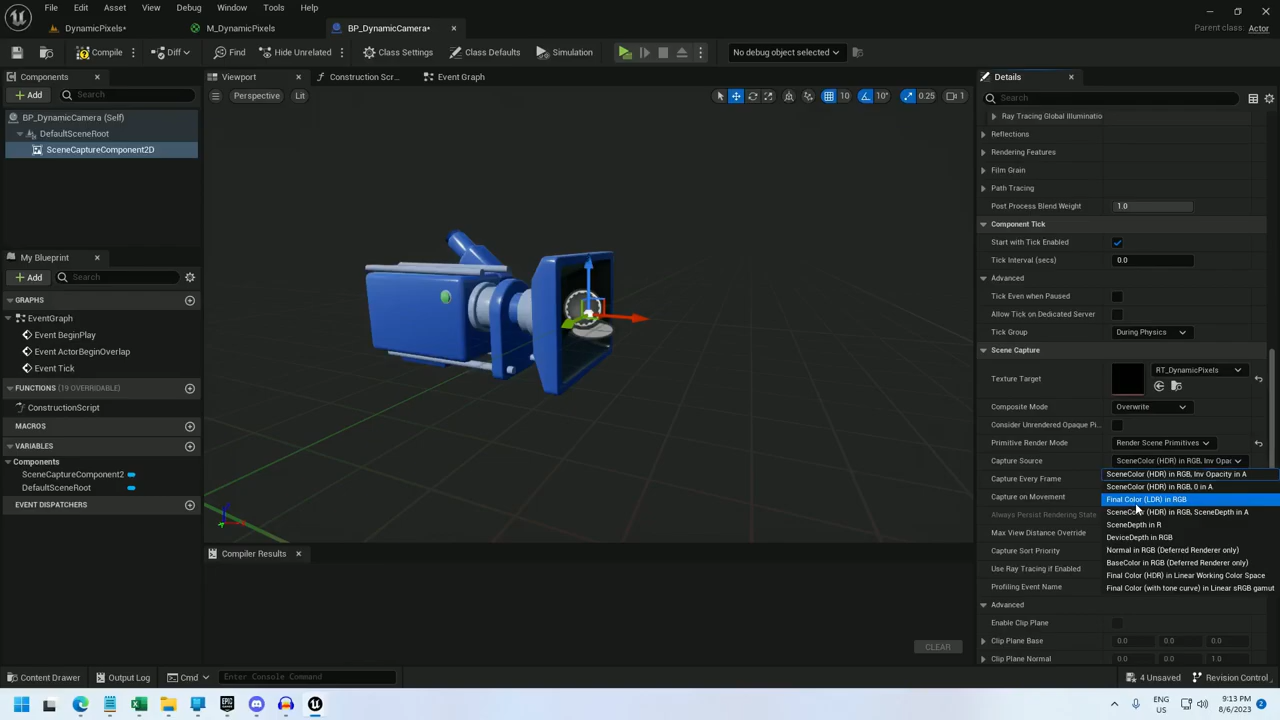 File Edit Asset View Debug Window Tools Help
DynamicPixels* M_DynamicPixels BP_DynamicCamera*
Parent class: Actor
Compile Diff Find Hide Unrelated Class Settings Class Defaults Simulation No debug object selected
Components
Add Search
BP_DynamicCamera (Self)
DefaultSceneRoot
SceneCaptureComponent2D
My Blueprint
Add Search
GRAPHS
EventGraph
Event BeginPlay
Event ActorBeginOverlap
Event Tick
FUNCTIONS (19 OVERRIDABLE)
ConstructionScript
MACROS
VARIABLES
Components
SceneCaptureComponent2
DefaultSceneRoot
EVENT DISPATCHERS
Viewport Construction Scr... Event Graph
Perspective Lit 10 10° 0.25 1
Compiler Results
CLEAR
Details
Search
Ray Tracing Global Illuminatio
Reflections
Rendering Features
Film Grain
Path Tracing
Post Process Blend Weight 1.0
Component Tick
Start with Tick Enabled
Tick Interval (secs) 0.0
Advanced
Tick Even when Paused
Allow Tick on Dedicated Server
Tick Group During Physics
Scene Capture
Texture Target RT_DynamicPixels
Composite Mode Overwrite
Consider Unrendered Opaque Pi...
Primitive Render Mode Render Scene Primitives
Capture Source SceneColor (HDR) in RGB, Inv Opac
SceneColor (HDR) in RGB, Inv Opacity in A
SceneColor (HDR) in RGB, 0 in A
Final Color (LDR) in RGB
SceneColor (HDR) in RGB, SceneDepth in A
SceneDepth in R
DeviceDepth in RGB
Normal in RGB (Deferred Renderer only)
BaseColor in RGB (Deferred Renderer only)
Final Color (HDR) in Linear Working Color Space
Final Color (with tone curve) in Linear sRGB gamut
Capture Every Frame
Capture on Movement
Always Persist Rendering State
Max View Distance Override
Capture Sort Priority
Use Ray Tracing if Enabled
Profiling Event Name
Advanced
Enable Clip Plane
Clip Plane Base 0.0 0.0 0.0
Clip Plane Normal 0.0 0.0 1.0
Content Drawer Output Log Cmd Enter Console Command 4 Unsaved Revision Control
ENG
US
9:13 PM
8/6/2023
2